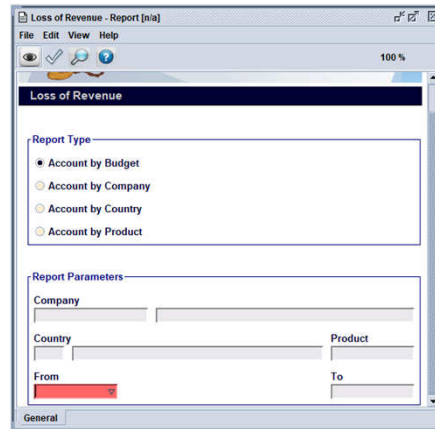 Loss of Revenue - Report [n/a]
File Edit View Help
100 %
Loss of Revenue
Report Type
Account by Budget
Account by Company
Account by Country
Account by Product
Report Parameters
Company
Country Product
From To
General